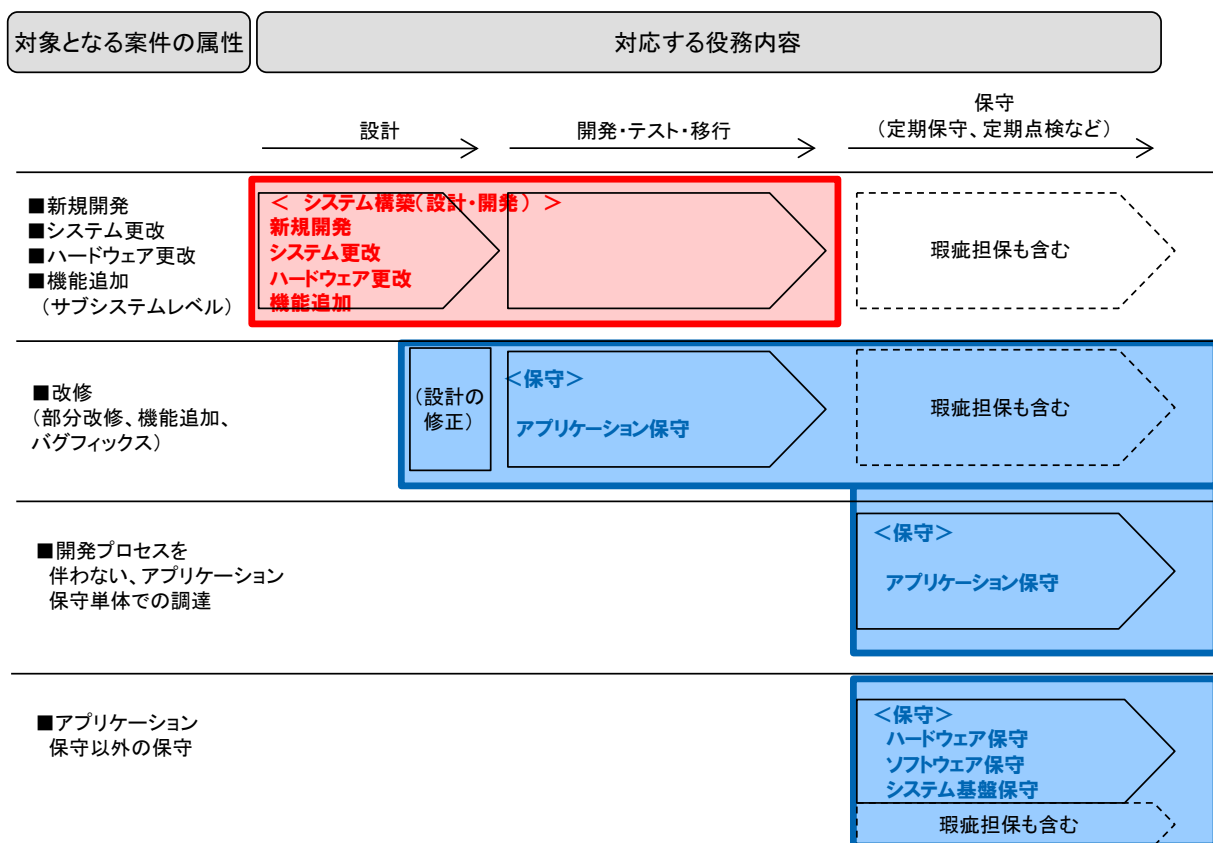 対象となる案件の属性
対応する役務内容
設計
開発・テスト・移行
保守
（定期保守、定期点検など）
■新規開発
■システム更改
■ハードウェア更改
■機能追加
（サブシステムレベル）
＜ システム構築（設計・開発） ＞
新規開発
システム更改
ハードウェア更改
機能追加
瑕疵担保も含む
■改修
（部分改修、機能追加、
バグフィックス）
（設計の
修正）
＜保守＞
アプリケーション保守
瑕疵担保も含む
■開発プロセスを
伴わない、アプリケーション
保守単体での調達
＜保守＞
アプリケーション保守
■アプリケーション
保守以外の保守
＜保守＞
ハードウェア保守
ソフトウェア保守
システム基盤保守
瑕疵担保も含む